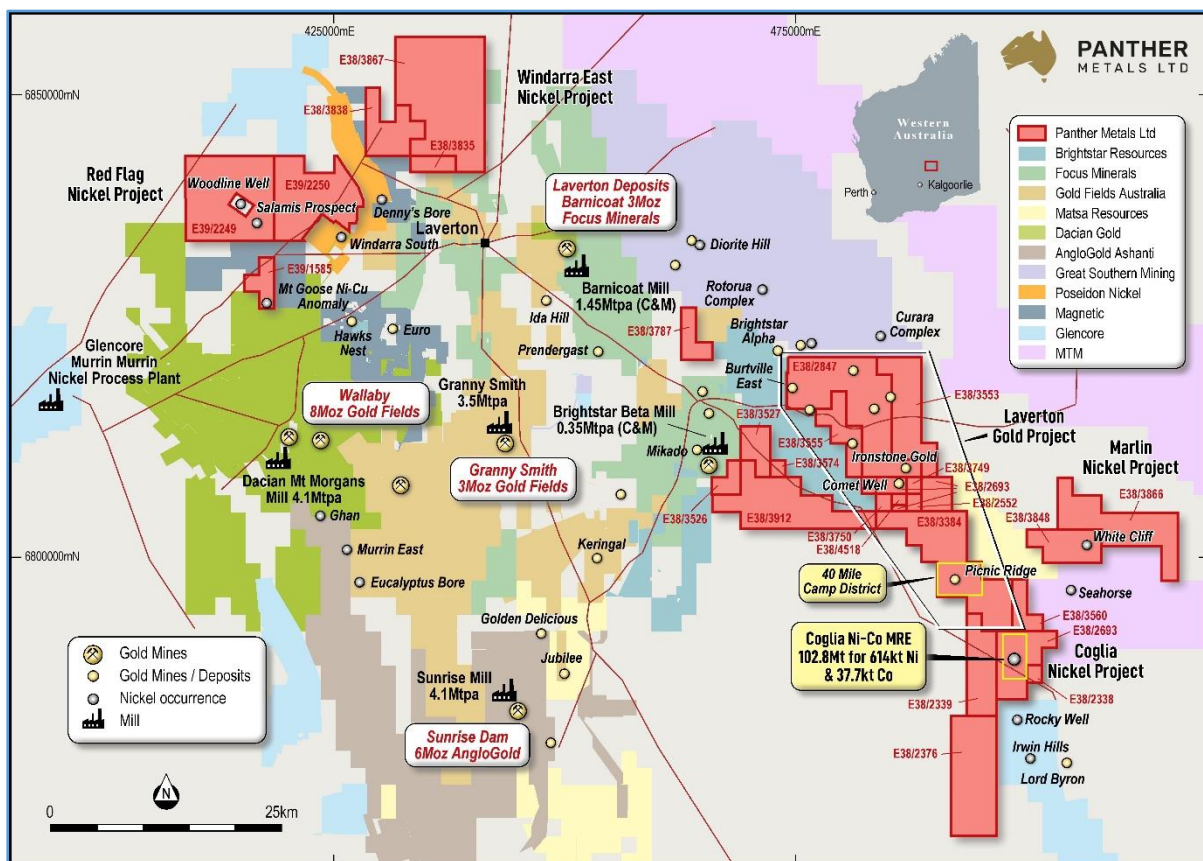 425000mE
475000mE
6850000mN
6800000mN
PANTHER
METALS LTD
Western
Australia
Perth
Kalgoorlie
Panther Metals Ltd
Brightstar Resources
Focus Minerals
Gold Fields Australia
Matsa Resources
Dacian Gold
AngloGold Ashanti
Great Southern Mining
Poseidon Nickel
Magnetic
Glencore
MTM
E38/3867
Windarra East
Nickel Project
E38/3838
E38/3835
Red Flag
Nickel Project
Woodline Well
E39/2250
Salamis Prospect
E39/2249
Denny's Bore
Laverton
Windarra South
E39/1585
Mt Goose Ni-Cu
Anomaly
Hawks
Nest
Euro
Glencore
Murrin Murrin
Nickel Process Plant
Laverton Deposits
Barnicoat 3Moz
Focus Minerals
Barnicoat Mill
1.45Mtpa (C&M)
Diorite Hill
Rotorua
Complex
Ida Hill
Prendergast
E38/3787
Brightstar
Alpha
Curara
Complex
Burtville
East
E38/2847
E38/3553
Laverton
Gold Project
Wallaby
8Moz Gold Fields
Granny Smith
3.5Mtpa
Granny Smith
3Moz Gold Fields
Brightstar Beta Mill
0.35Mtpa (C&M)
Mikado
E38/3527
E38/3555
E38/3574
Ironstone Gold
Comet Well
E38/3749
E38/2693
E38/2552
E38/3526
E38/3912
E38/3750
E38/4518
E38/3384
Marlin
Nickel Project
E38/3866
E38/3848
White Cliff
Dacian Mt Morgans
Mill 4.1Mtpa
Ghan
Murrin East
Eucalyptus Bore
Keringal
40 Mile
Camp District
Picnic Ridge
Seahorse
E38/3560
E38/2693
Coglia
Nickel Project
Coglia Ni-Co MRE
102.8Mt for 614kt Ni
& 37.7kt Co
E38/2338
E38/2339
E38/2376
Rocky Well
Irwin Hills
Lord Byron
Golden Delicious
Jubilee
Sunrise Mill
4.1Mtpa
Sunrise Dam
6Moz AngloGold
Gold Mines
Gold Mines / Deposits
Nickel occurrence
Mill
N
0
25km